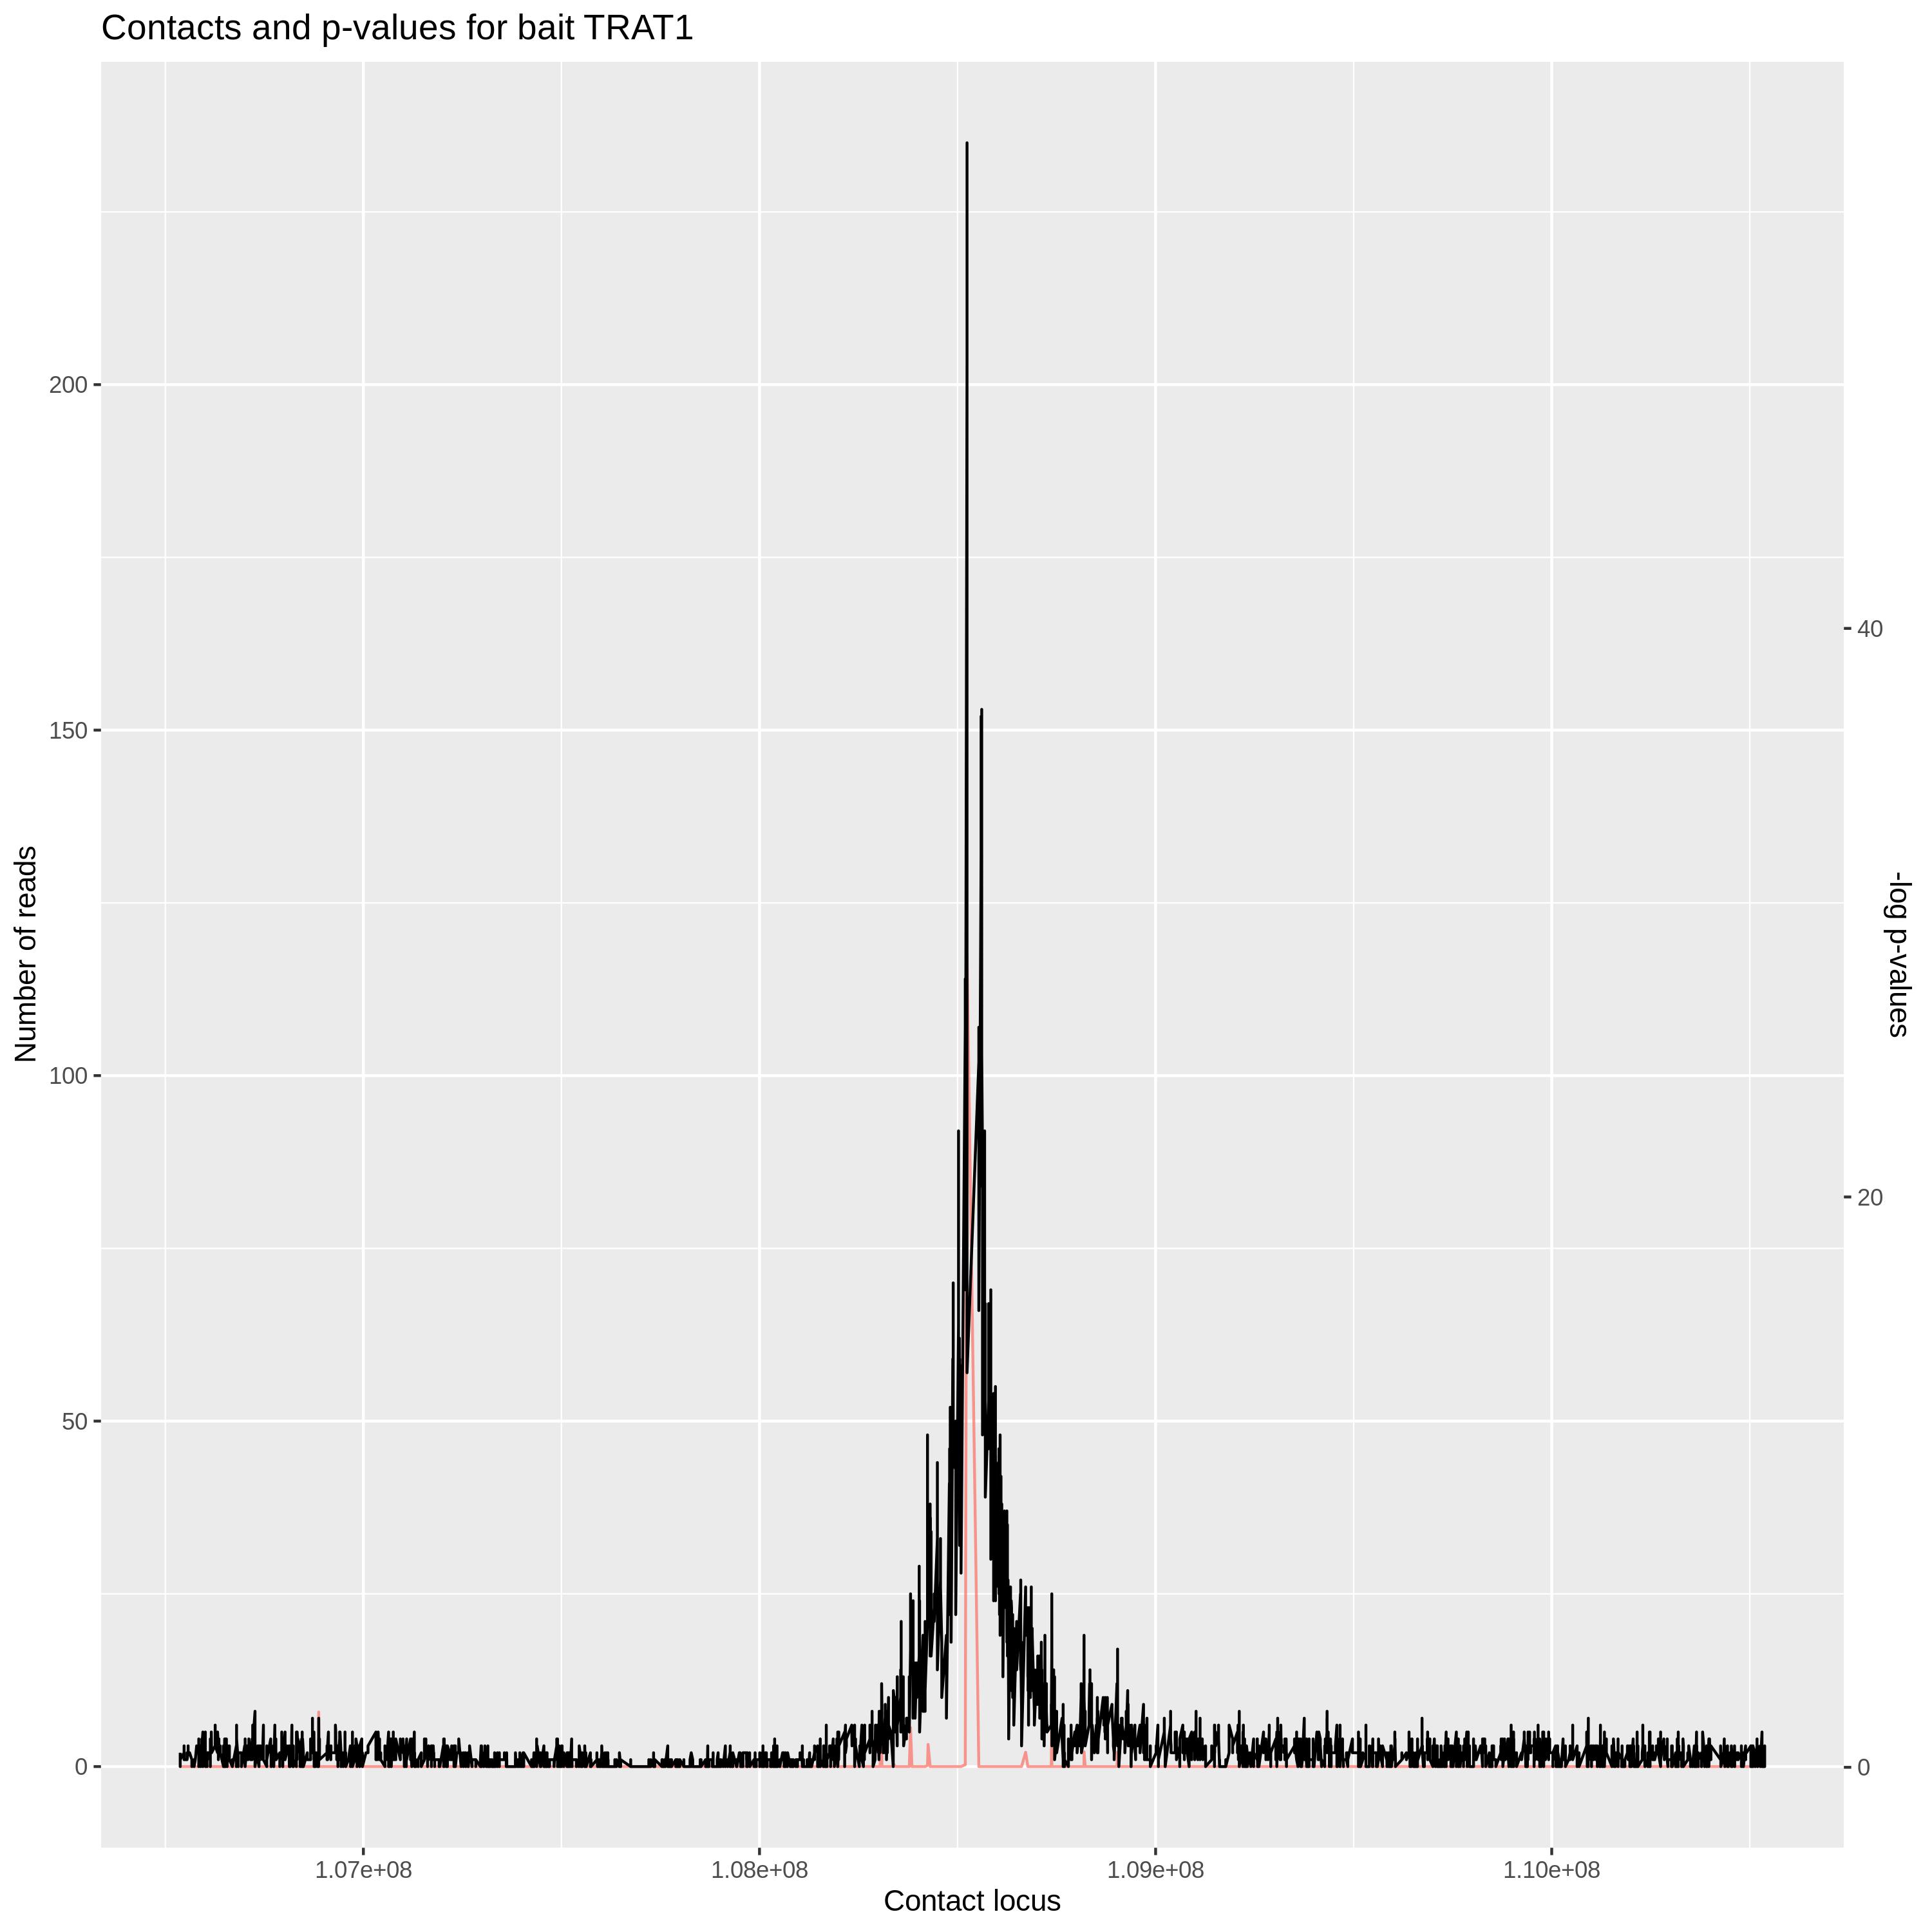 Contacts and p-values for bait TRAT1
200
150
100
50
0
Number of reads
40
20
0
-log p-values
1.07e+08 1.08e+08 1.09e+08 1.10e+08
Contact locus